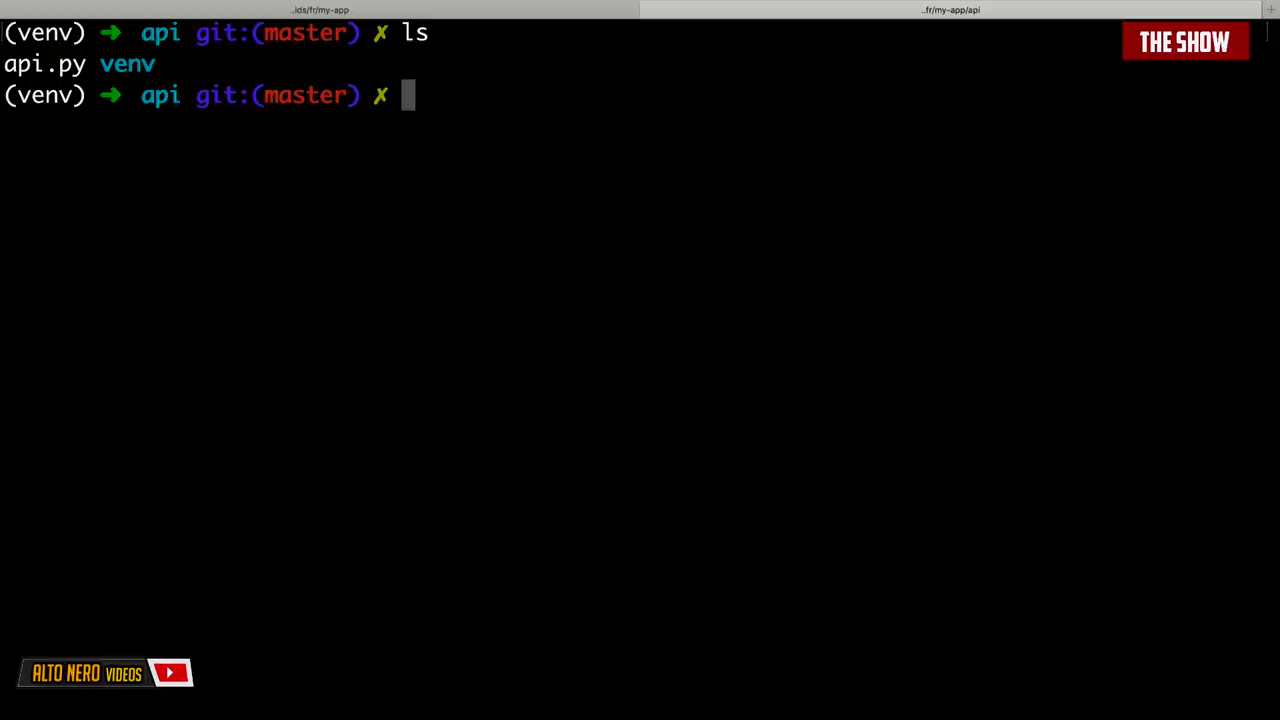 ..ids/fr/my-app
..fr/my-app/api
+
(venv) ➜ api git:(master) ✗ ls
THE SHOW
api.py venv
(venv) ➜ api git:(master) ✗
ALTO NERO VIDEOS